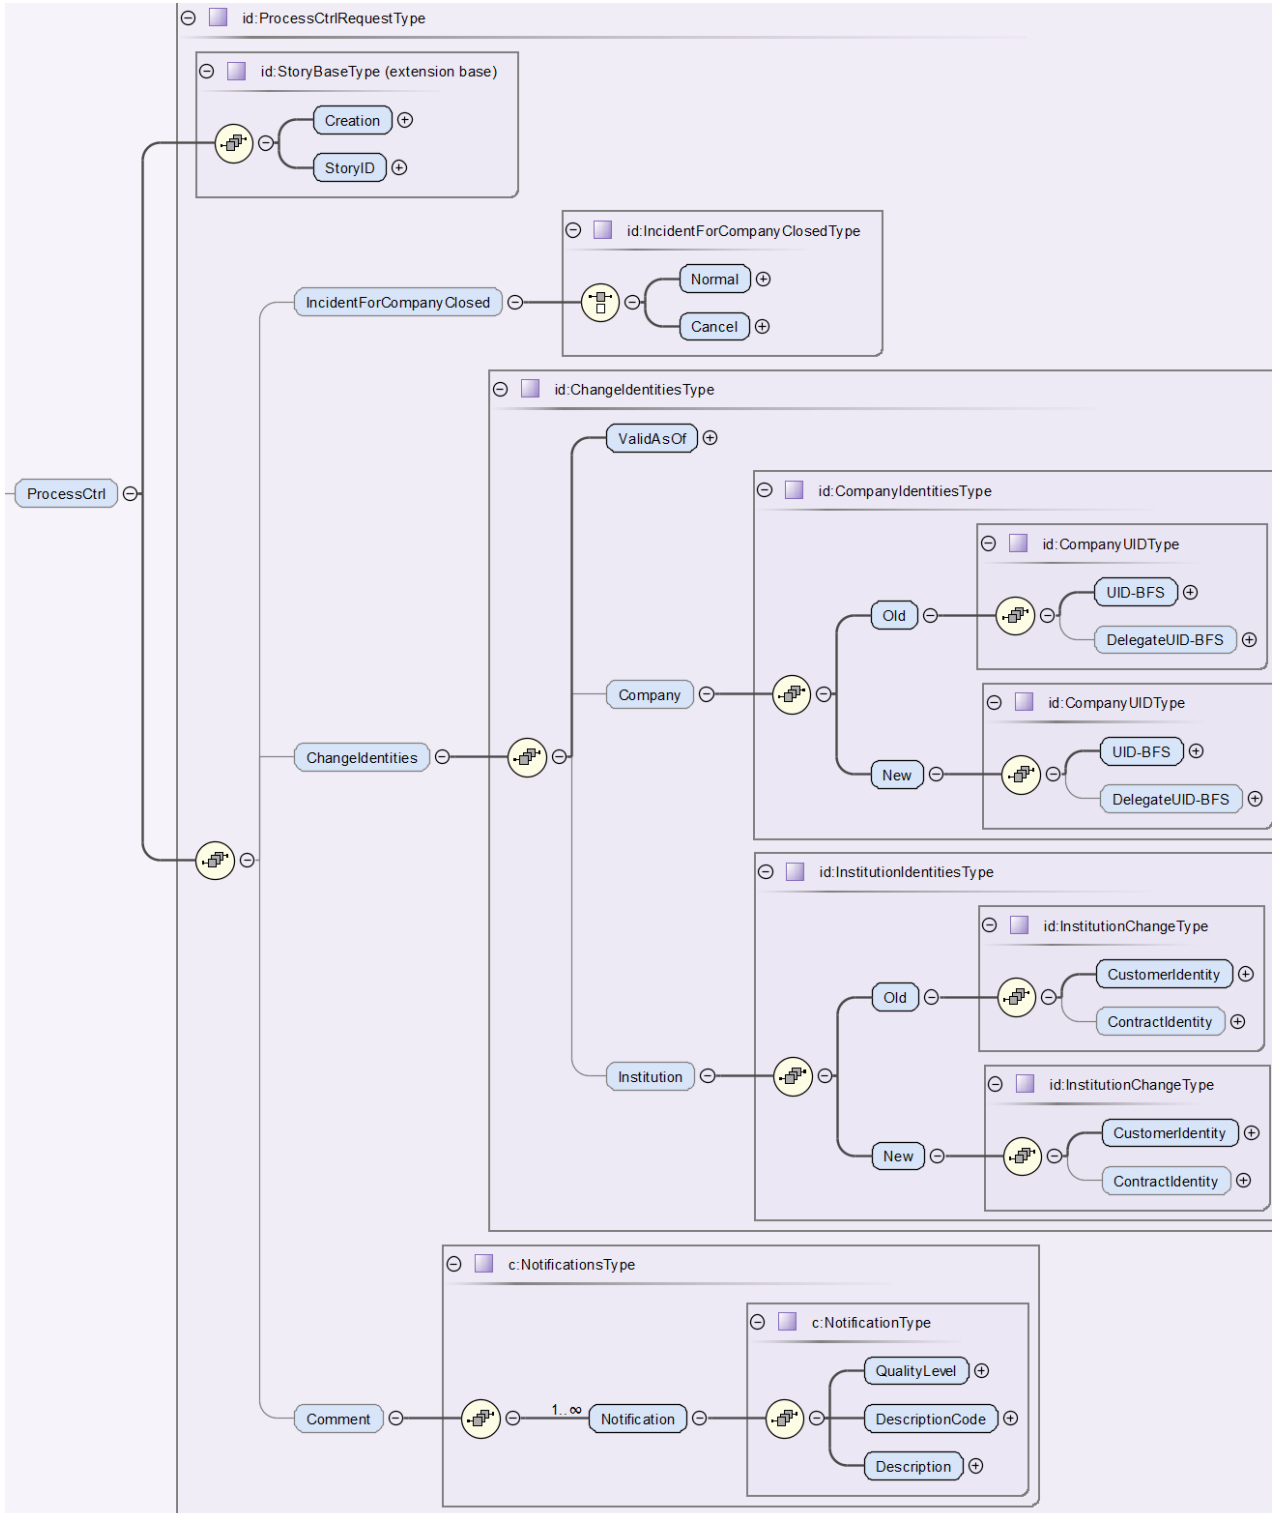 id:ProcessCtrlRequestType
id:StoryBaseType (extension base)
Creation
StoryID
id:IncidentForCompanyClosedType
IncidentForCompanyClosed
Normal
Cancel
id:ChangeIdentitiesType
ValidAsOf
ProcessCtrl
id:CompanyIdentitiesType
id:CompanyUIDType
Old
UID-BFS
DelegateUID-BFS
Company
id:CompanyUIDType
New
UID-BFS
DelegateUID-BFS
ChangeIdentities
id:InstitutionIdentitiesType
id:InstitutionChangeType
Old
CustomerIdentity
ContractIdentity
Institution
id:InstitutionChangeType
New
CustomerIdentity
ContractIdentity
c:NotificationsType
c:NotificationType
Comment
1..∞
Notification
QualityLevel
DescriptionCode
Description